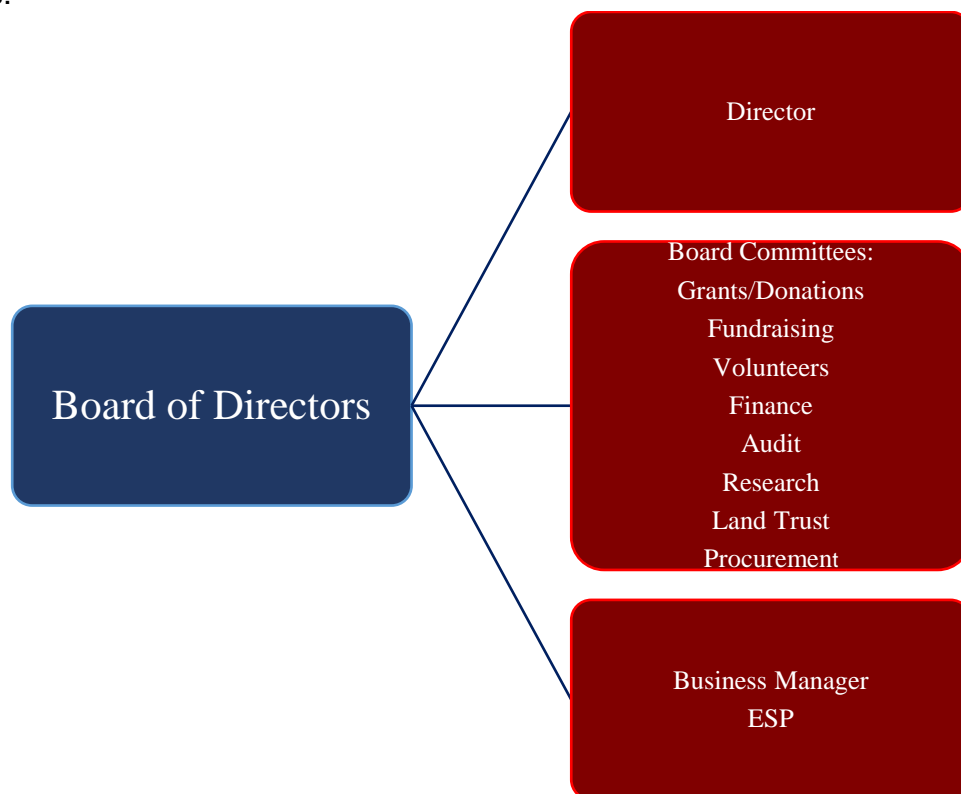 Board of Directors
Director
Board Committees:
Grants/Donations
Fundraising
Volunteers
Finance
Audit
Research
Land Trust
Procurement
Business Manager
ESP